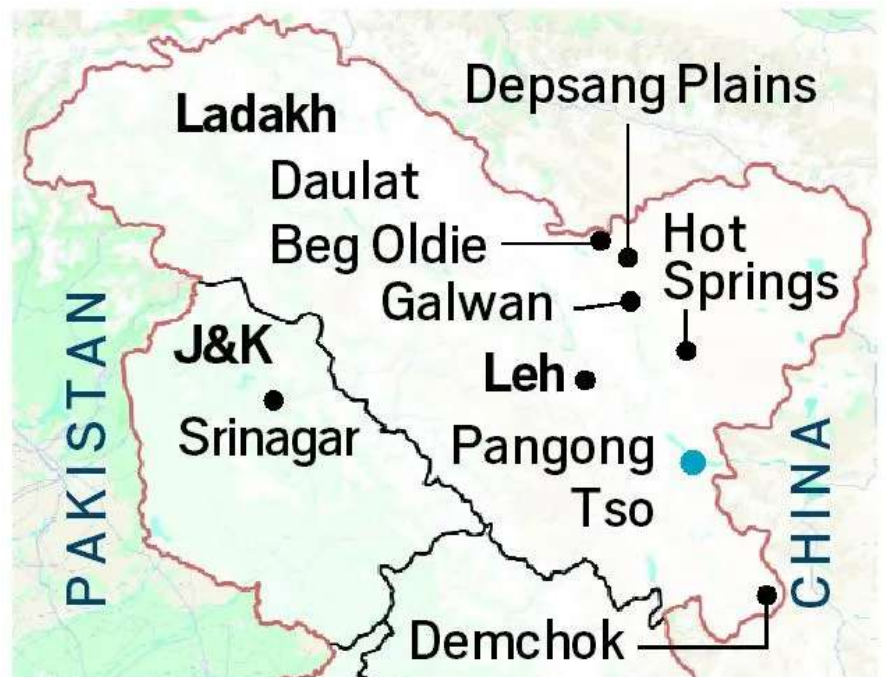 Depsang Plains
Ladakh
Daulat
Beg Oldie
Hot
Springs
Galwan
PAKISTAN
J&K
Leh
Srinagar
Pangong
Tso
CHINA
Demchok